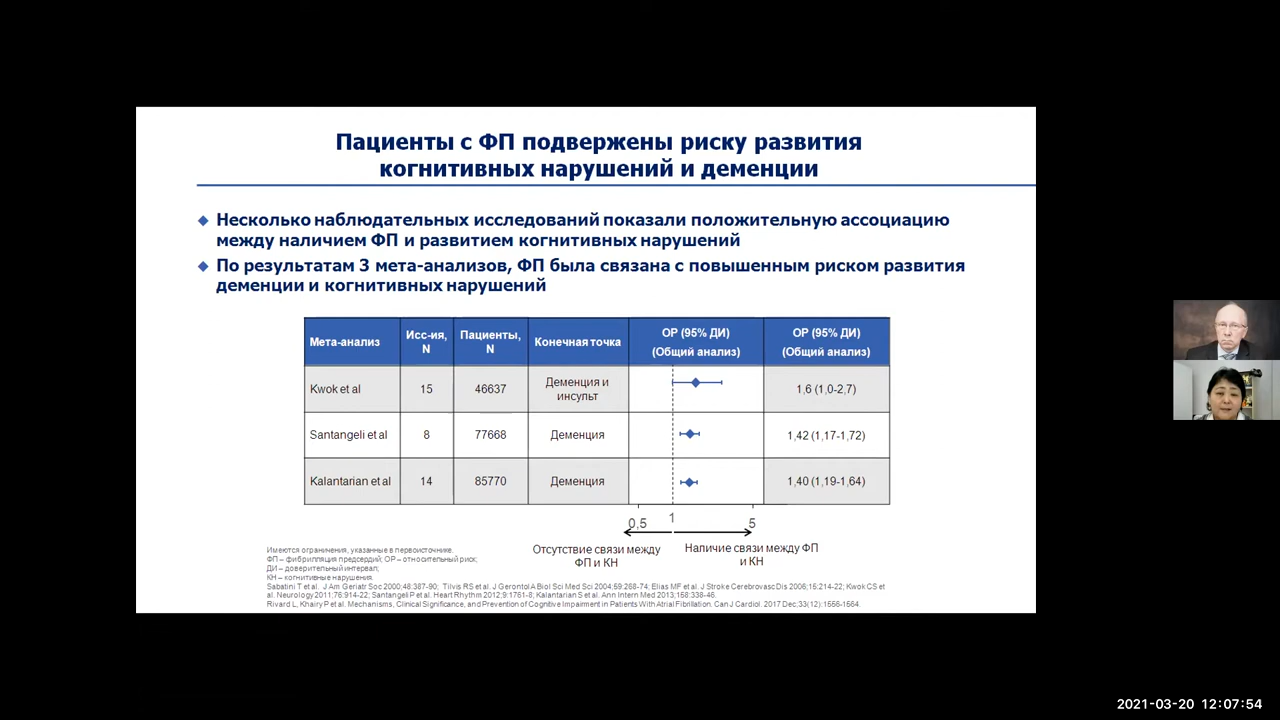 Пациенты с ФП подвержены риску развития
когнитивных нарушений и деменции
Несколько наблюдательных исследований показали положительную ассоциацию
между наличием ФП и развитием когнитивных нарушений
По результатам 3 мета-анализов, ФП была связана с повышенным риском развития
деменции и когнитивных нарушений
Мета-анализ Исс-ия, N Пациенты, N Конечная точка ОР (95% ДИ) (Общий анализ) ОР (95% ДИ) (Общий анализ)
Kwok et al 15 46637 Деменция и инсульт 1,6 (1,0-2,7)
Santangeli et al 8 77668 Деменция 1,42 (1,17-1,72)
Kalantarian et al 14 85770 Деменция 1,40 (1,19-1,64)
0,5 1 5
Отсутствие связи между ФП и КН
Наличие связи между ФП и КН
Имеются ограничения, указанные в первоисточнике.
ФП – фибрилляция предсердий; ОР – относительный риск;
ДИ – доверительный интервал;
КН – когнитивные нарушения.
Sabatini T et al. J Am Geriatr Soc 2000;48:387-90; Tilvis RS et al. J Gerontol A Biol Sci Med Sci 2004;59:268-74; Elias MF et al. J Stroke Cerebrovasc Dis 2006;15:214-22; Kwok CS et
al. Neurology 2011;76:914-22; Santangeli P et al. Heart Rhythm 2012;9:1761-8; Kalantarian S et al. Ann Intern Med 2013;158:338-46.
Rivard L, Khairy P et al. Mechanisms, Clinical Significance, and Prevention of Cognitive Impairment in Patients With Atrial Fibrillation. Can J Cardiol. 2017 Dec;33(12):1556-1564.
2021-03-20 12:07:54